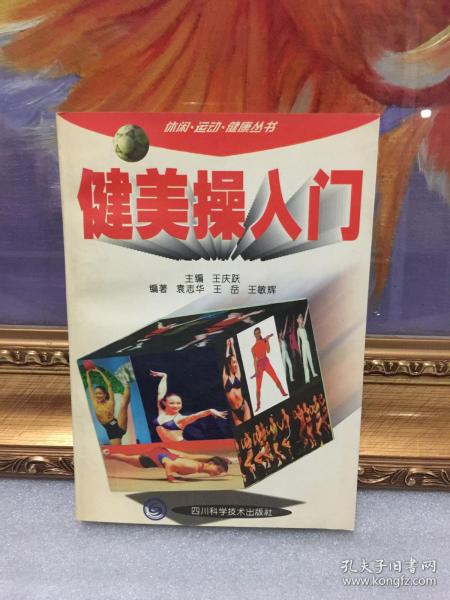 休闲·运动·健康丛书
健美操入门
主编 王庆跃
编著 袁志华 王岳 王敏辉
四川科学技术出版社
孔夫子旧书网
www.kongfz.com